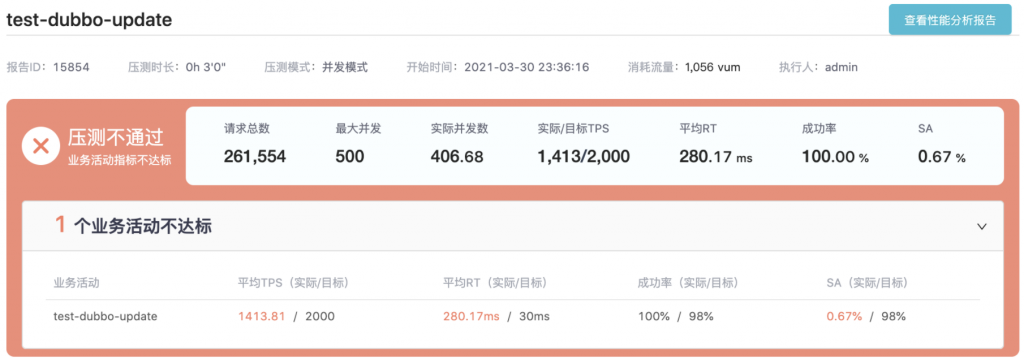 test-dubbo-update
查看性能分析报告
报告ID: 15854 压测时长: 0h 3'0" 压测模式: 并发模式 开始时间: 2021-03-30 23:36:16 消耗流量: 1,056 vum 执行人: admin
压测不通过
业务活动指标不达标
请求总数 最大并发 实际并发数 实际/目标TPS 平均RT 成功率 SA
261,554 500 406.68 1,413/2,000 280.17 ms 100.00 % 0.67 %
1 个业务活动不达标
业务活动 平均TPS（实际/目标） 平均RT（实际/目标） 成功率（实际/目标） SA（实际/目标）
test-dubbo-update 1413.81 / 2000 280.17ms / 30ms 100% / 98% 0.67% / 98%